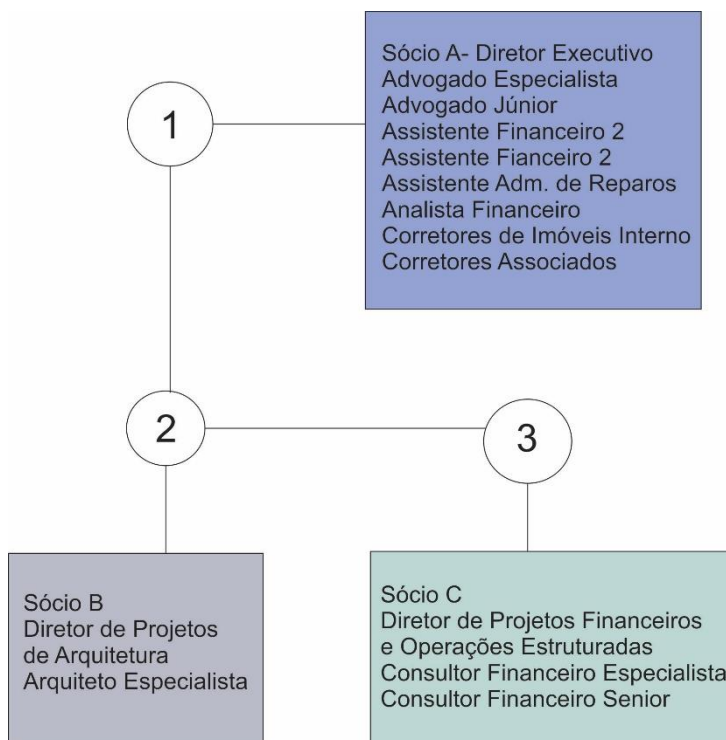 1
Sócio A- Diretor Executivo
Advogado Especialista
Advogado Júnior
Assistente Financeiro 2
Assistente Fianceiro 2
Assistente Adm. de Reparos
Analista Financeiro
Corretores de Imóveis Interno
Corretores Associados
2
3
Sócio B
Diretor de Projetos
de Arquitetura
Arquiteto Especialista
Sócio C
Diretor de Projetos Financeiros
e Operações Estruturadas
Consultor Financeiro Especialista
Consultor Financeiro Senior